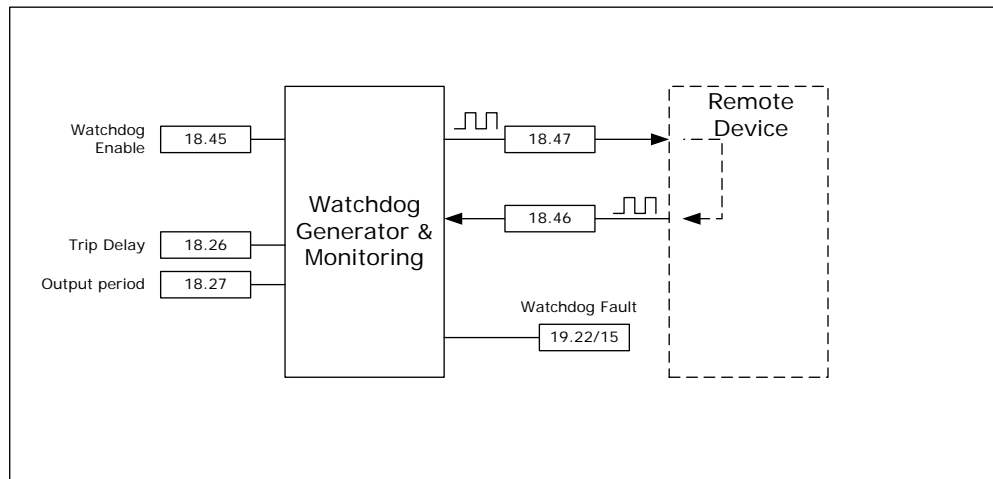 Remote
Device
Watchdog
Enable
18.45
18.47
Watchdog
Generator &
Monitoring
18.46
Trip Delay
18.26
Output period
18.27
Watchdog Fault
19.22/15